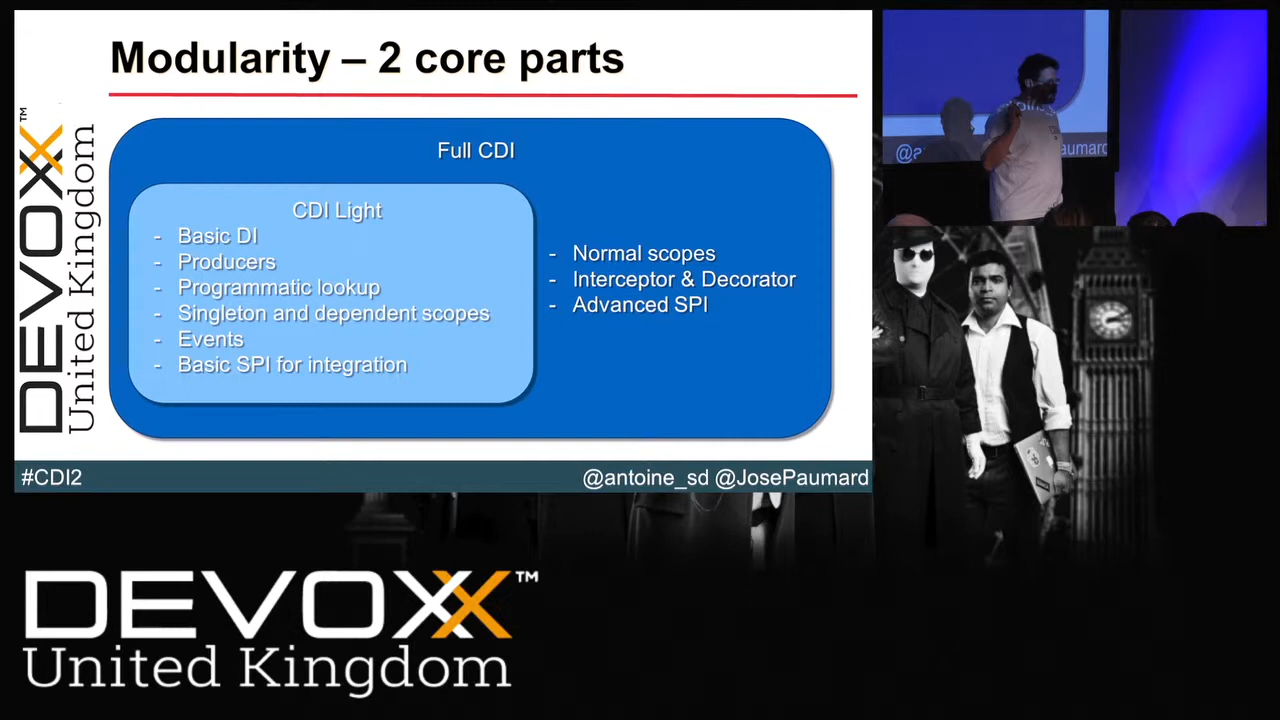 Modularity – 2 core parts
DEVOXX™
United Kingdom
Full CDI
CDI Light
- Basic DI
- Producers
- Programmatic lookup
- Singleton and dependent scopes
- Events
- Basic SPI for integration
- Normal scopes
- Interceptor & Decorator
- Advanced SPI
#CDI2
@antoine_sd @JosePaumard
aumard
DEVOXX™
United Kingdom